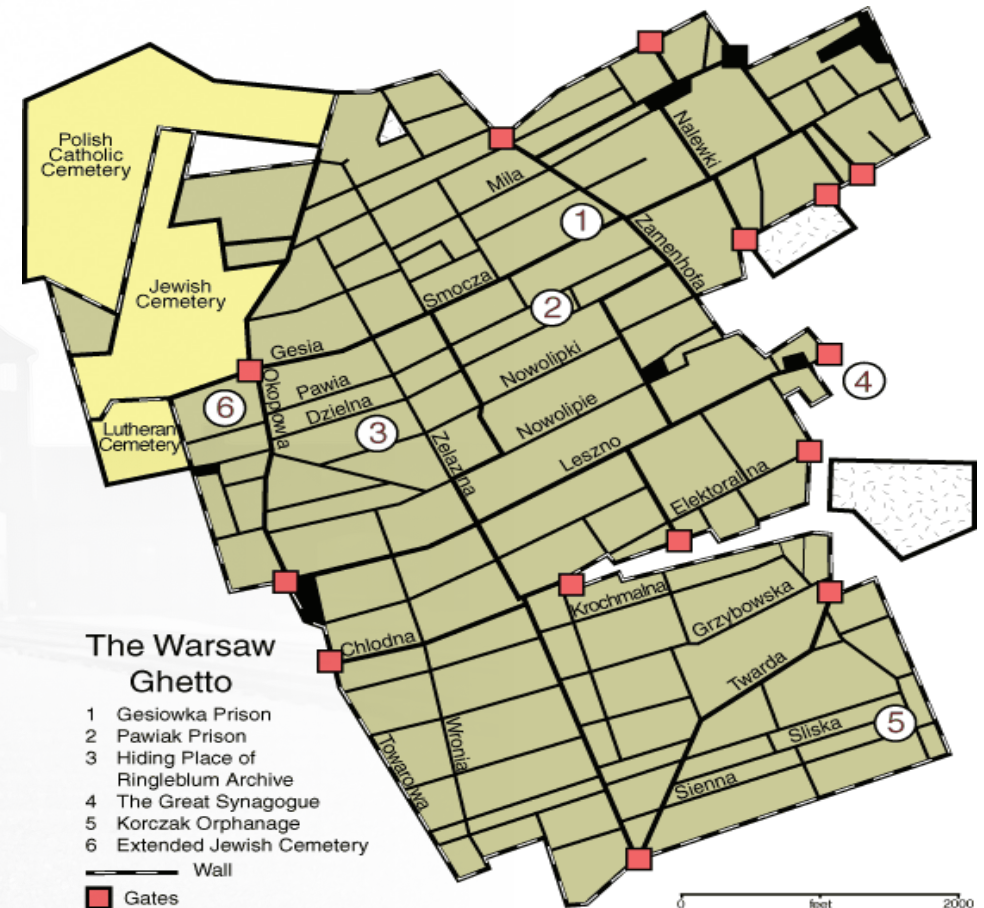 Polish
Catholic
Cemetery
Jewish
Cemetery
Lutheran
Cemetery
Nalewki
Mila
Zamenhofa
Smocza
Gesia
Okopowa
Pawia
Dzielna
Nowolipki
Nowolipie
Zelazna
Leszno
Elektoralna
Krochmalna
Grzybowska
Chlodna
Twarda
Towarolwa
Wronia
Sliska
Sienna
1
2
3
4
5
6
The Warsaw
Ghetto
1 Gesiowka Prison
2 Pawiak Prison
3 Hiding Place of
Ringleblum Archive
4 The Great Synagogue
5 Korczak Orphanage
6 Extended Jewish Cemetery
Wall
Gates
0 feet 2000